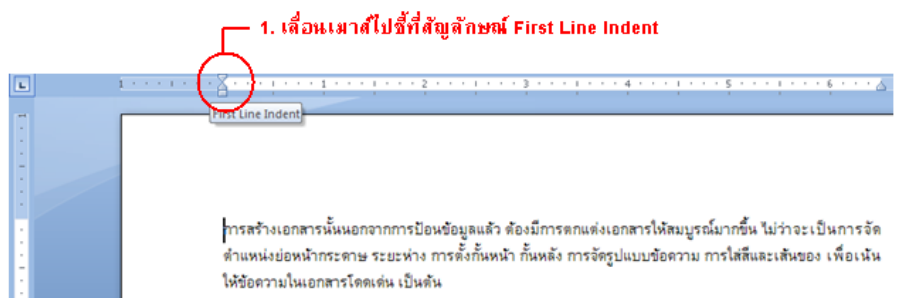 1. เลื่อนเมาส์ไปชี้ที่สัญลักษณ์ First Line Indent
L 1 1 2 3 4 5 6
First Line Indent
การสร้างเอกสารนั้นนอกจากการป้อนข้อมูลแล้ว ต้องมีการตกแต่งเอกสารให้สมบูรณ์มากขึ้น ไม่ว่าจะเป็นการจัด
ตำแหน่งย่อหน้ากระดาษ ระยะห่าง การตั้งกั้นหน้า กั้นหลัง การจัดรูปแบบข้อความ การใส่สีและเส้นของ เพื่อเน้น
ให้ข้อความในเอกสารโดดเด่น เป็นต้น